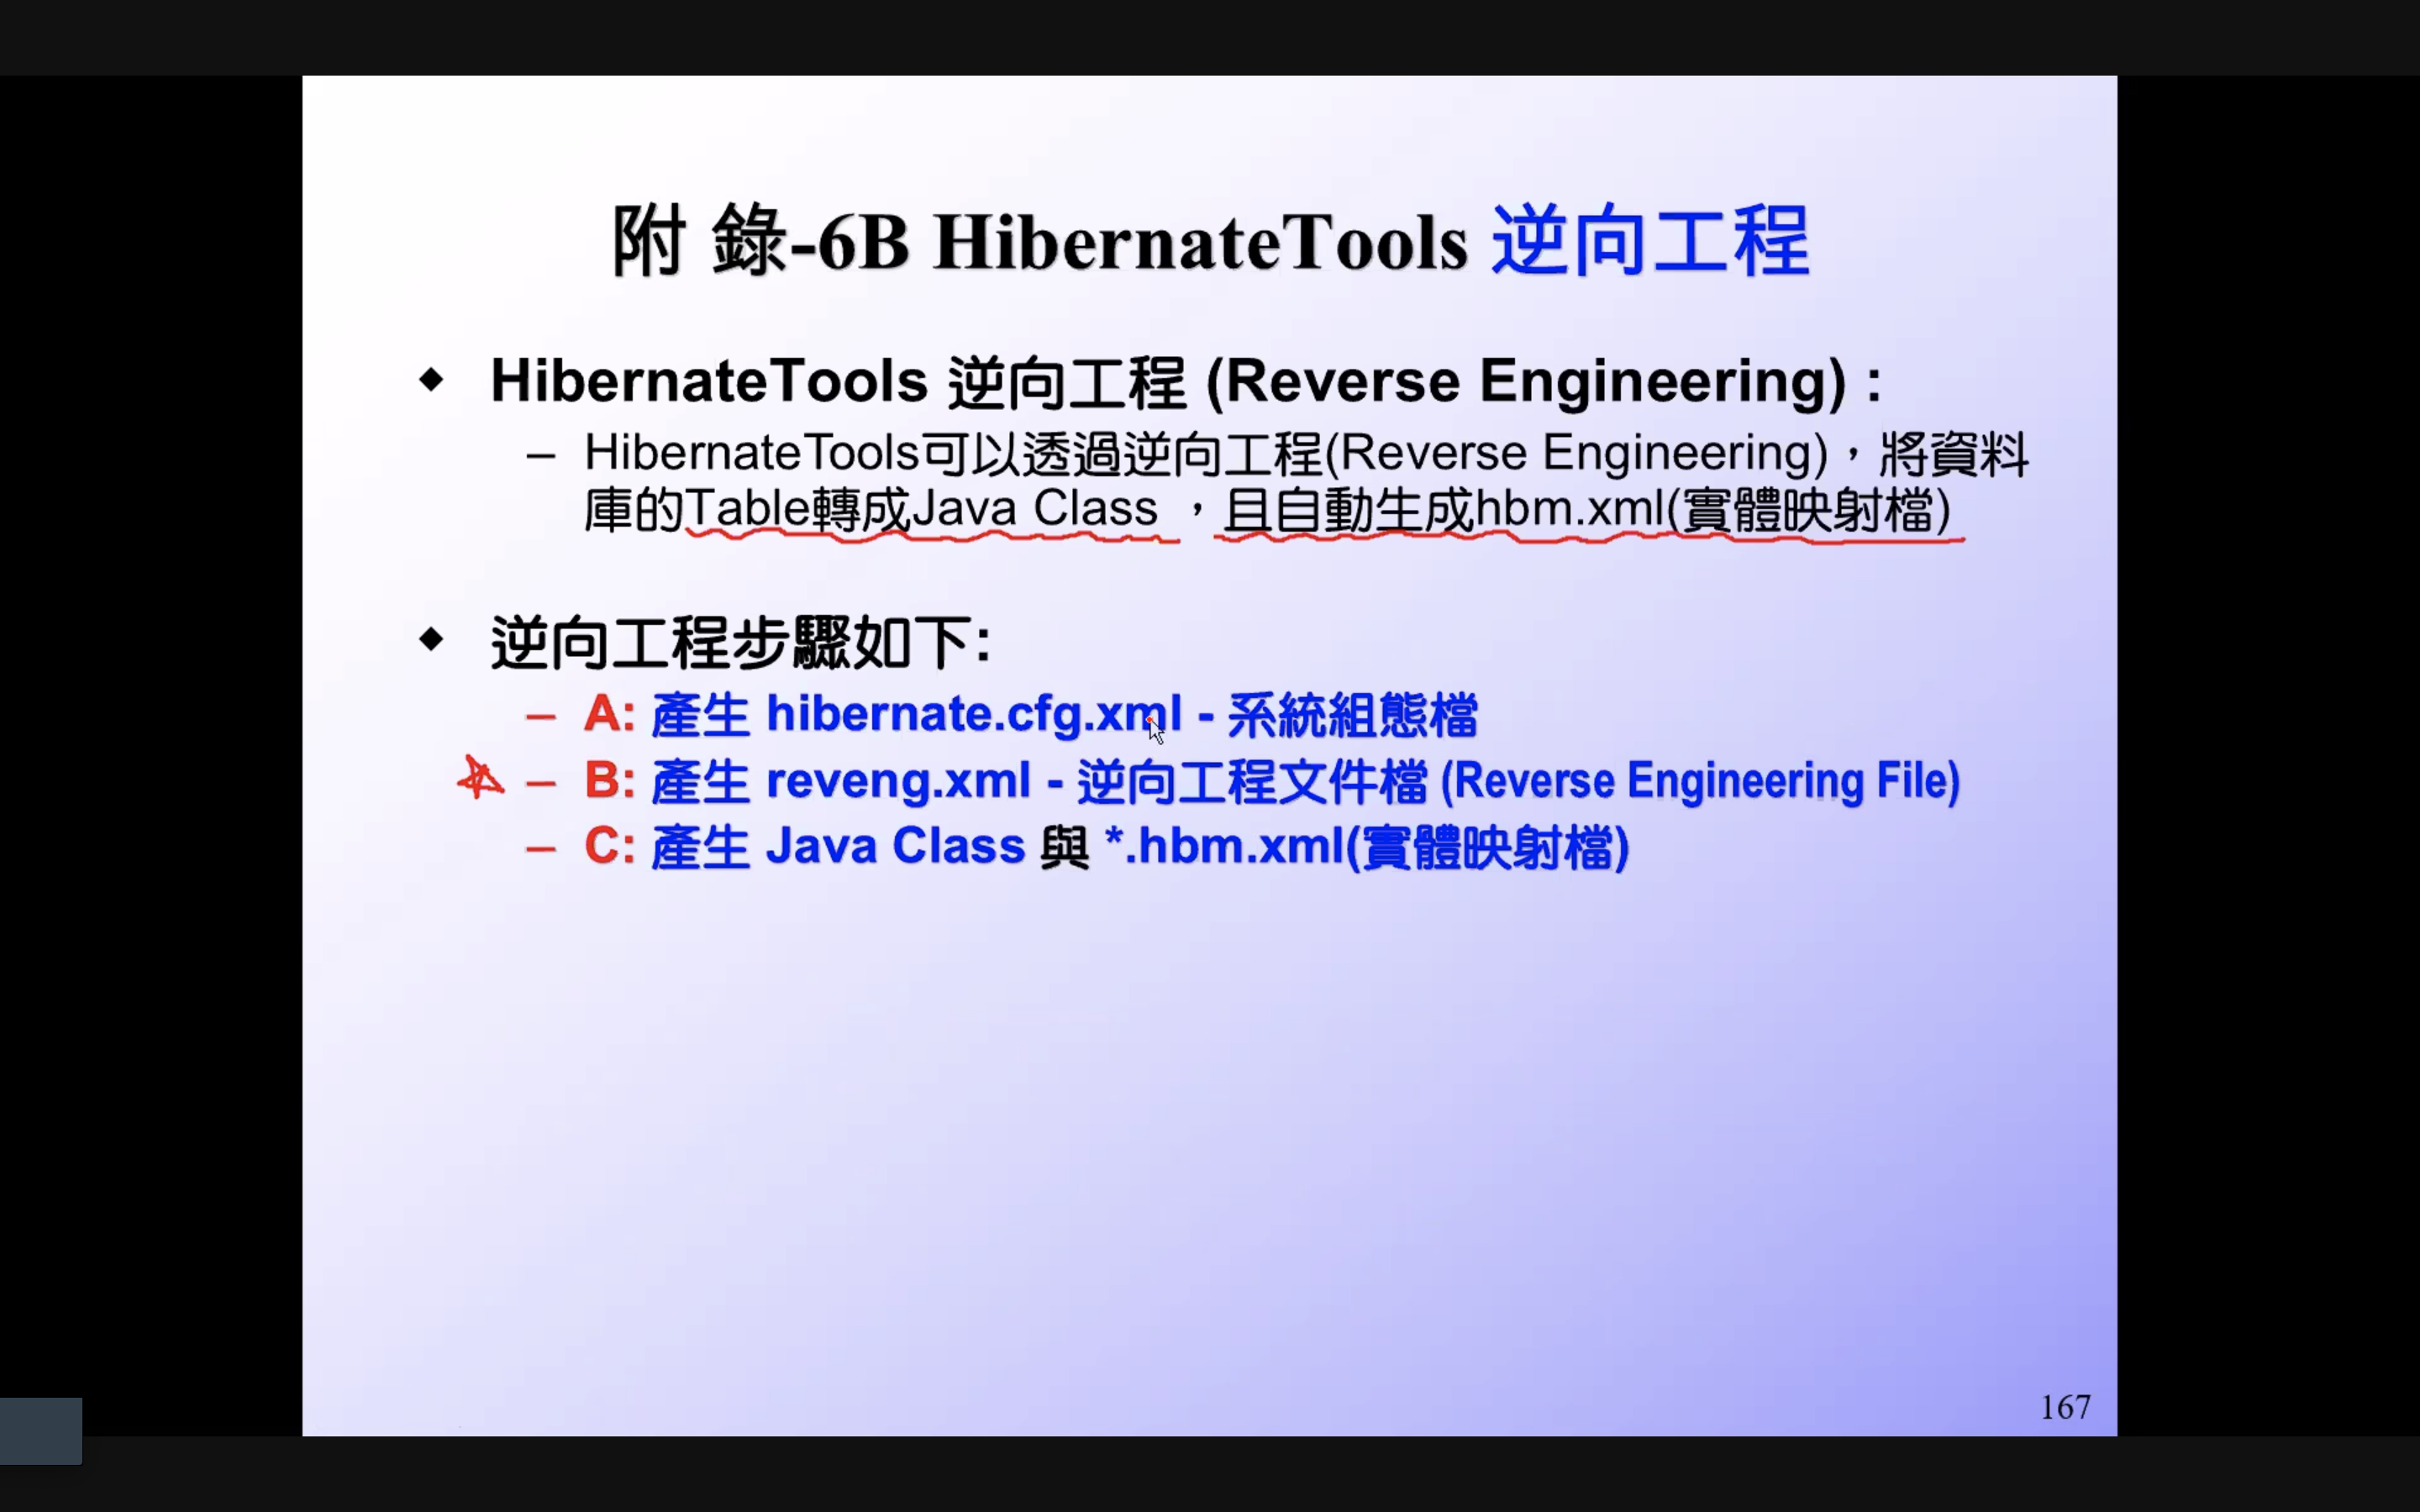 附 錄-6B HibernateTools 逆向工程
◆ HibernateTools 逆向工程 (Reverse Engineering) :
– HibernateTools可以透過逆向工程(Reverse Engineering)，將資料
庫的Table轉成Java Class ，且自動生成hbm.xml(實體映射檔)
◆ 逆向工程步驟如下:
– A: 產生 hibernate.cfg.xml - 系統組態檔
– B: 產生 reveng.xml - 逆向工程文件檔 (Reverse Engineering File)
– C: 產生 Java Class 與 *.hbm.xml(實體映射檔)
167